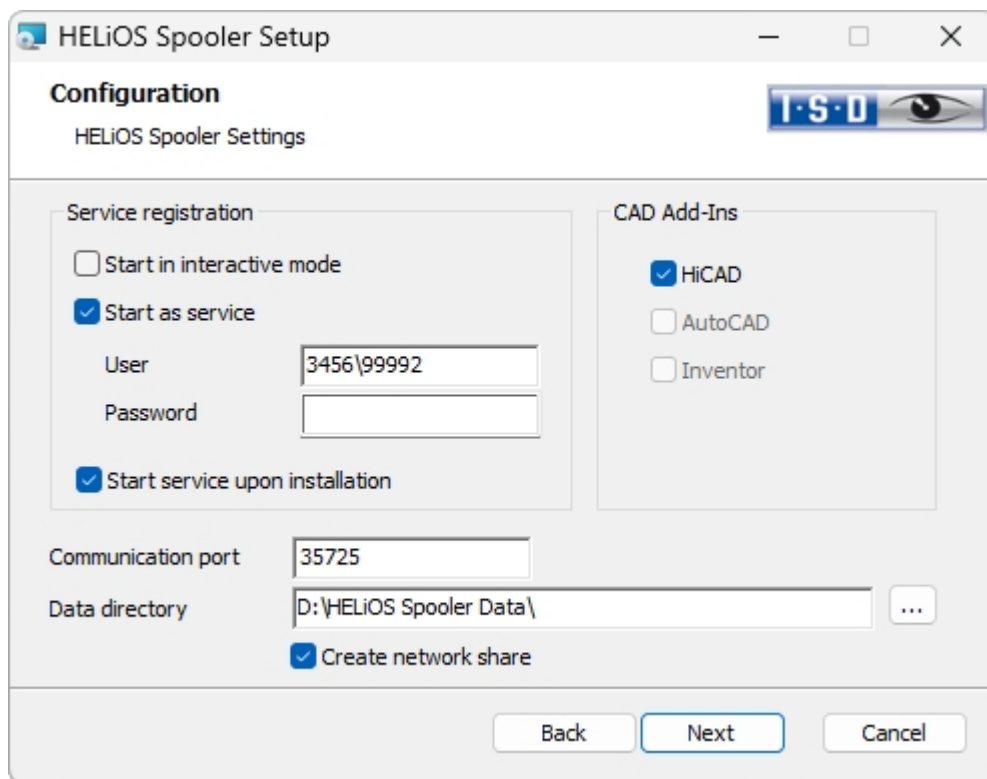 HELiOS Spooler Setup
Configuration
HELiOS Spooler Settings
I·S·D
Service registration
Start in interactive mode
Start as service
User 3456\99992
Password
Start service upon installation
CAD Add-Ins
HiCAD
AutoCAD
Inventor
Communication port 35725
Data directory D:\HELiOS Spooler Data\ ...
Create network share
Back Next Cancel